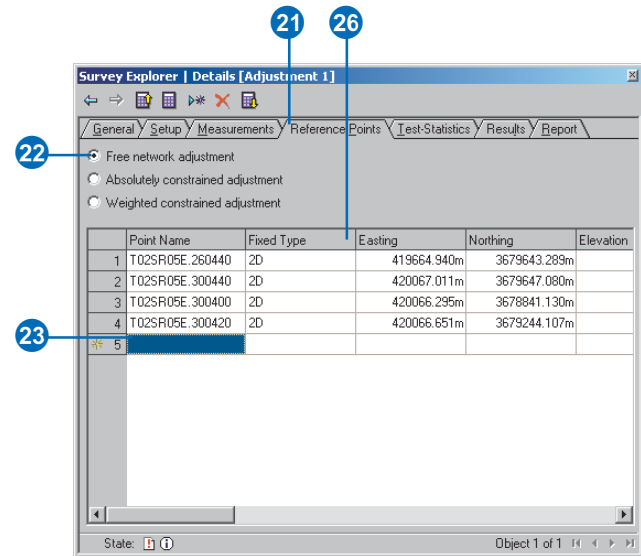 21 26
Survey Explorer | Details [Adjustment 1]
General Setup Measurements Reference Points Test-Statistics Results Report
22 Free network adjustment
Absolutely constrained adjustment
Weighted constrained adjustment
Point Name Fixed Type Easting Northing Elevation
1 T02SR05E.260440 2D 419664.940m 3679643.289m
2 T02SR05E.300440 2D 420067.011m 3679647.080m
3 T02SR05E.300400 2D 420066.295m 3678841.130m
4 T02SR05E.300420 2D 420066.651m 3679244.107m
23 5
State: Object 1 of 1